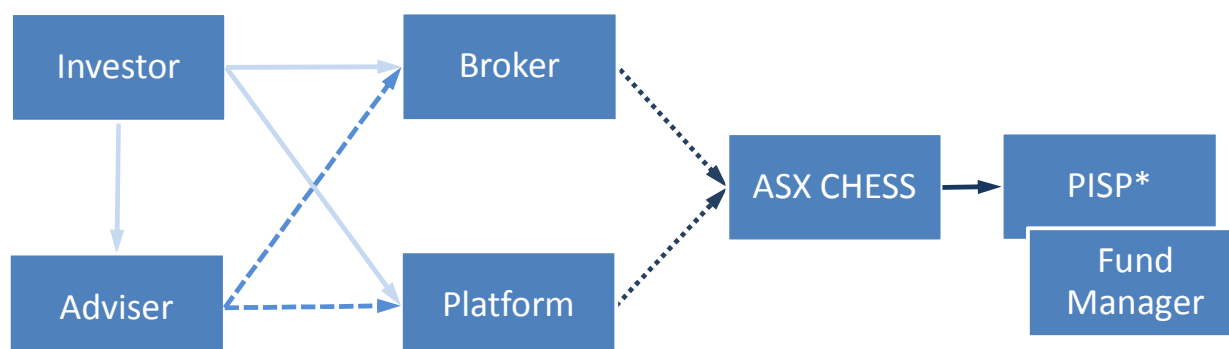 Investor
Broker
ASX CHESS
PISP*
Adviser
Platform
Fund
Manager